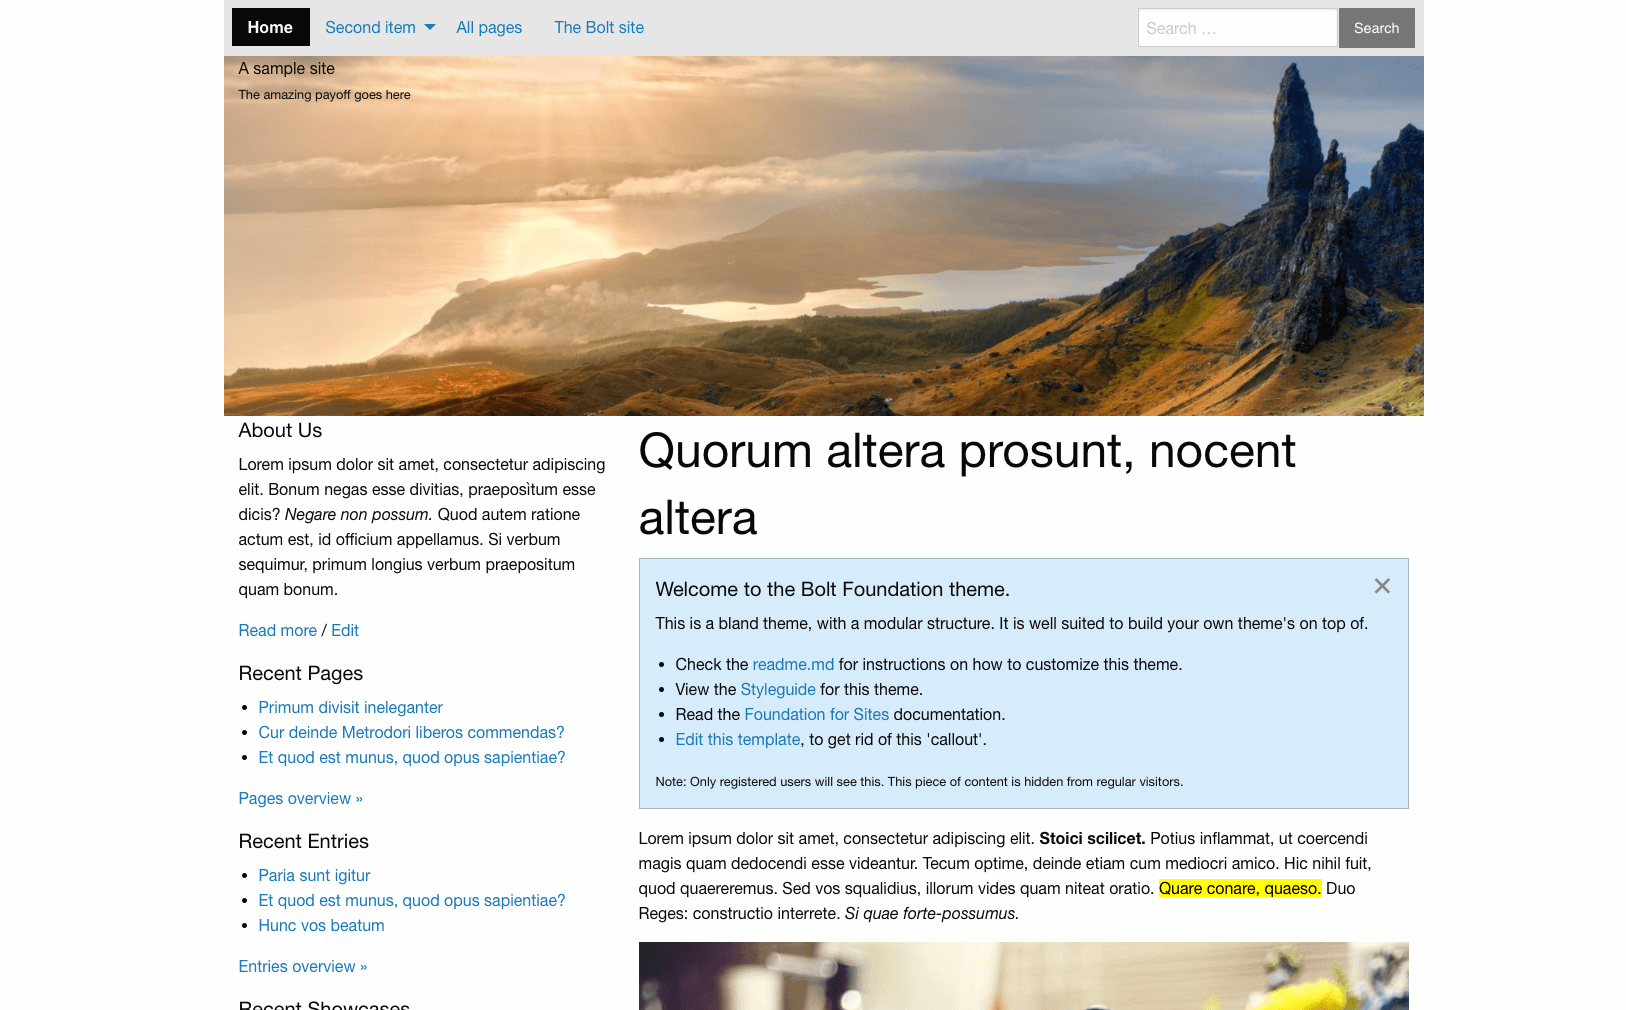 Home Second item All pages The Bolt site Search … Search
A sample site
The amazing payoff goes here
About Us
Lorem ipsum dolor sit amet, consectetur adipiscing
elit. Bonum negas esse divitias, praeposìtum esse
dicis? Negare non possum. Quod autem ratione
actum est, id officium appellamus. Si verbum
sequimur, primum longius verbum praepositum
quam bonum.
Read more / Edit
Recent Pages
• Primum divisit ineleganter
• Cur deinde Metrodori liberos commendas?
• Et quod est munus, quod opus sapientiae?
Pages overview »
Recent Entries
• Paria sunt igitur
• Et quod est munus, quod opus sapientiae?
• Hunc vos beatum
Entries overview »
Recent Showcases
Quorum altera prosunt, nocent
altera
Welcome to the Bolt Foundation theme.
This is a bland theme, with a modular structure. It is well suited to build your own theme's on top of.
• Check the readme.md for instructions on how to customize this theme.
• View the Styleguide for this theme.
• Read the Foundation for Sites documentation.
• Edit this template, to get rid of this 'callout'.
Note: Only registered users will see this. This piece of content is hidden from regular visitors.
Lorem ipsum dolor sit amet, consectetur adipiscing elit. Stoici scilicet. Potius inflammat, ut coercendi
magis quam dedocendi esse videantur. Tecum optime, deinde etiam cum mediocri amico. Hic nihil fuit,
quod quaereremus. Sed vos squalidius, illorum vides quam niteat oratio. Quare conare, quaeso. Duo
Reges: constructio interrete. Si quae forte-possumus.